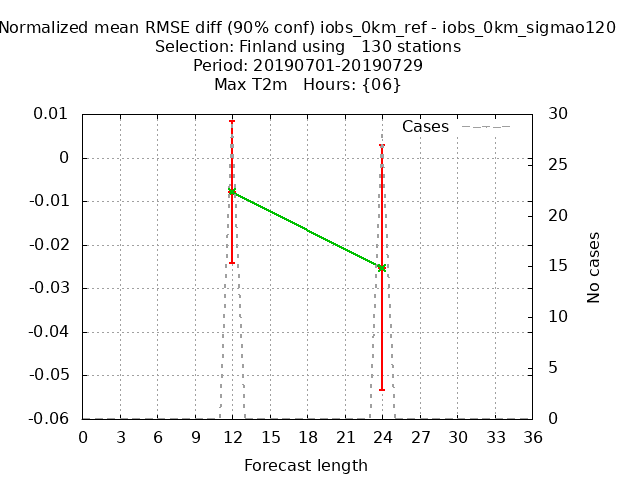 Normalized mean RMSE diff (90% conf) iobs_0km_ref - iobs_0km_sigmao120
Selection: Finland using   130 stations
Period: 20190701-20190729
Max T2m   Hours: {06}
Cases
0.01
0
-0.01
-0.02
-0.03
-0.04
-0.05
-0.06
30
25
20
15
10
5
0
No cases
0 3 6 9 12 15 18 21 24 27 30 33 36
Forecast length